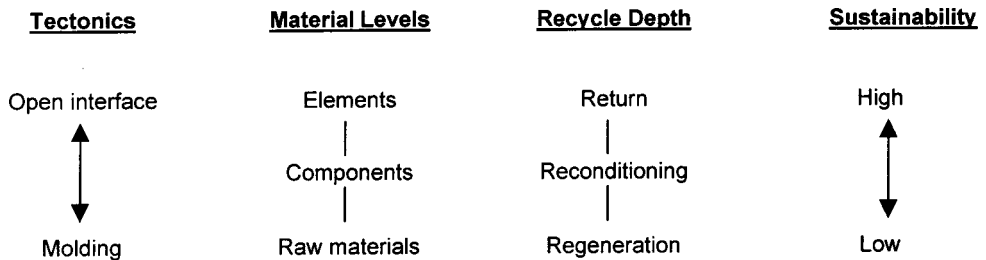 Tectonics Material Levels Recycle Depth Sustainability
Open interface Elements Return High
Components Reconditioning
Molding Raw materials Regeneration Low